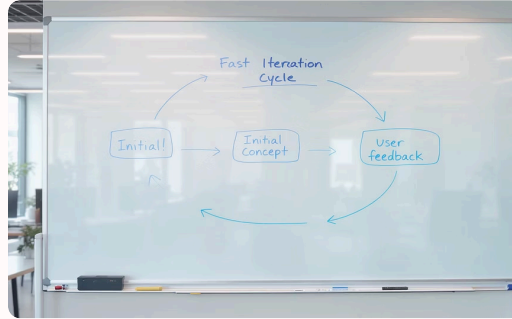 Fast Iteration
Cycle
Initial!
Initial
Concept
User
feedback